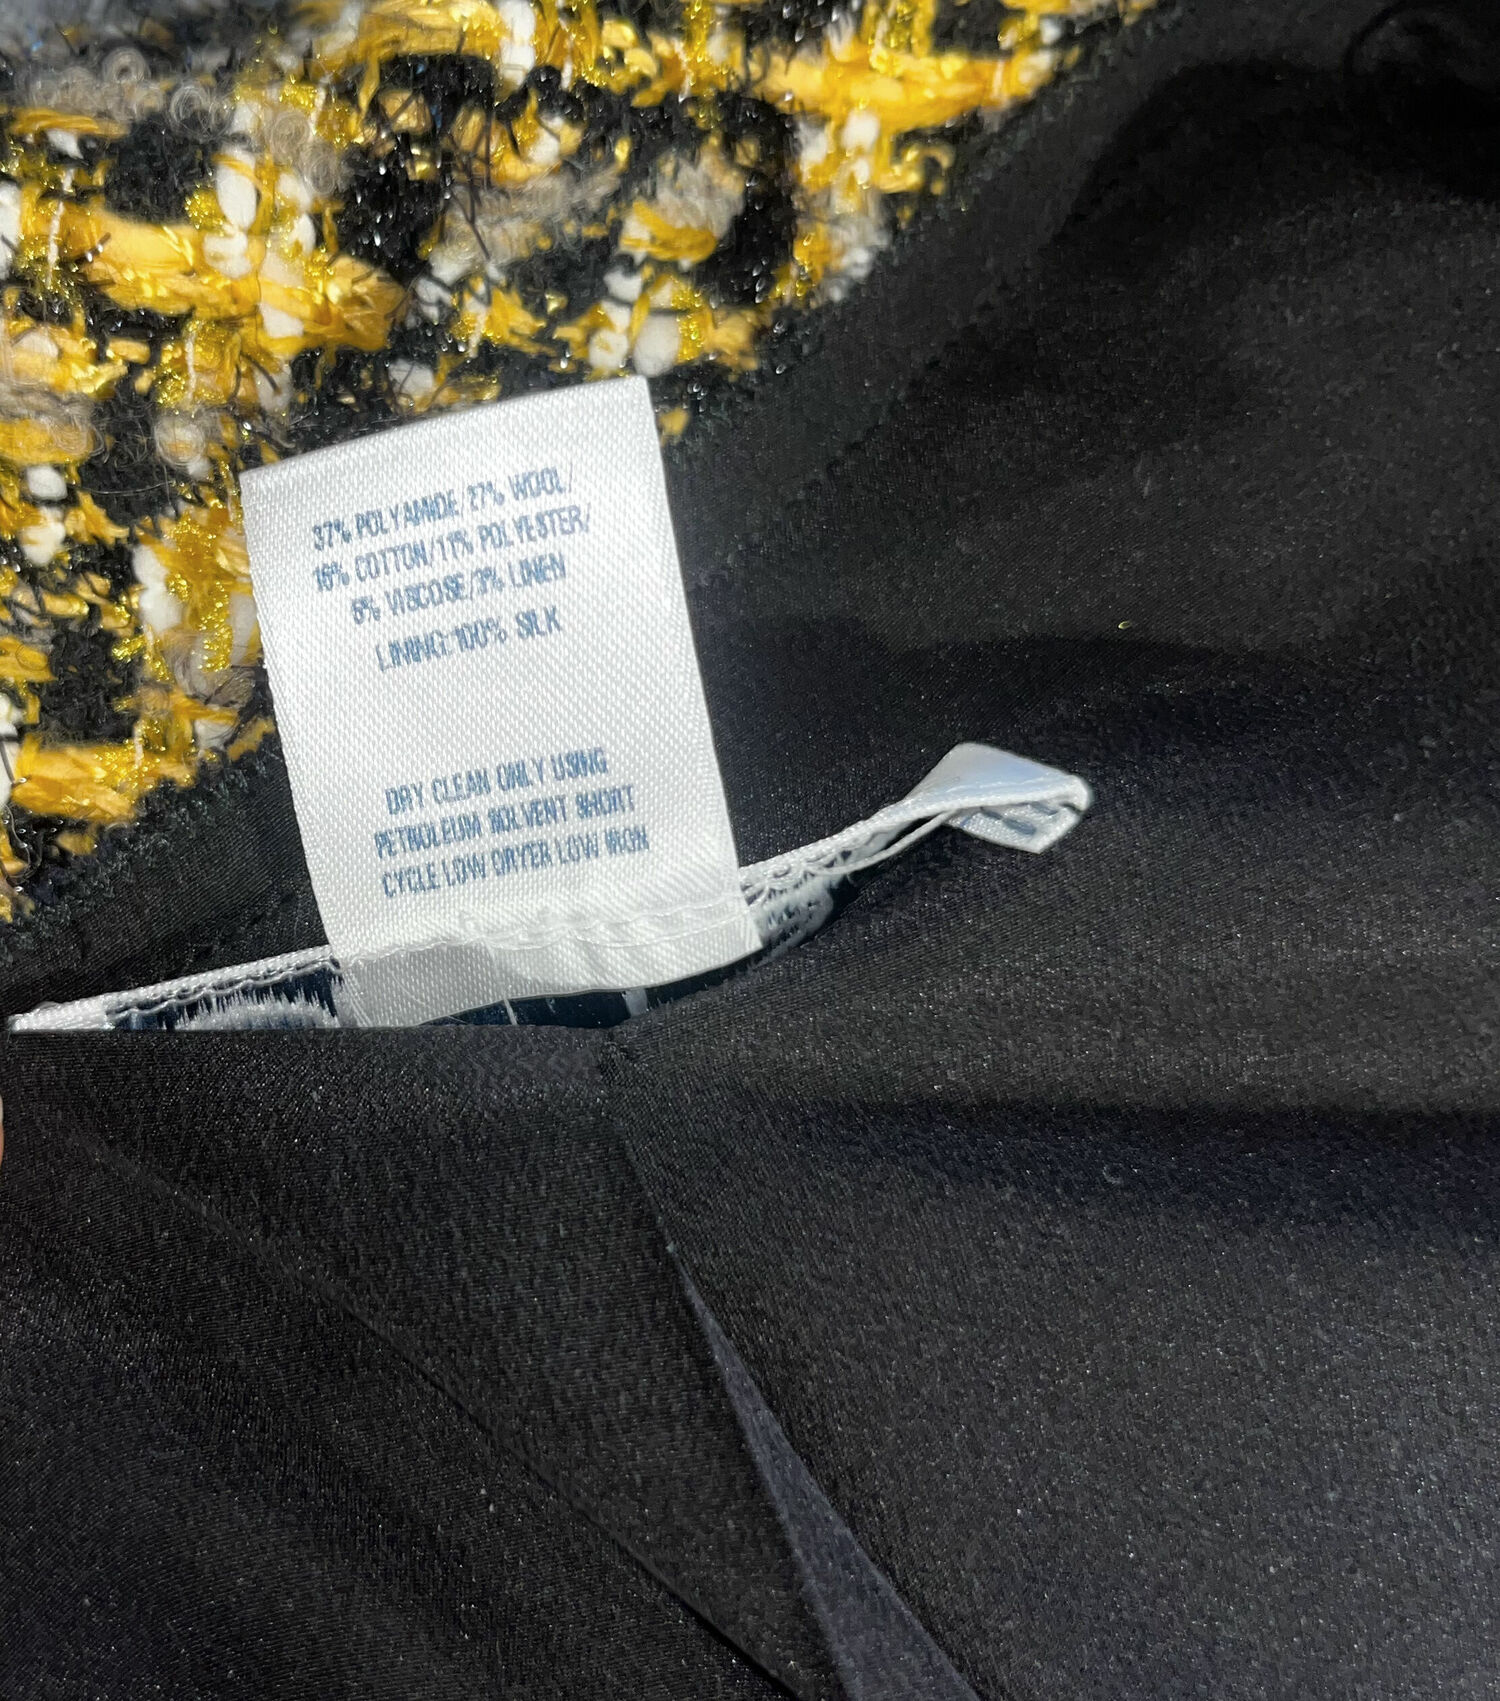 37% POLYAMIDE/27% WOOL/
16% COTTON/11% POLYESTER/
6% VISCOSE/3% LINEN
LINING:100% SILK
DRY CLEAN ONLY USING
PETROLEUM SOLVENT SHORT
CYCLE LOW DRYER LOW IRON